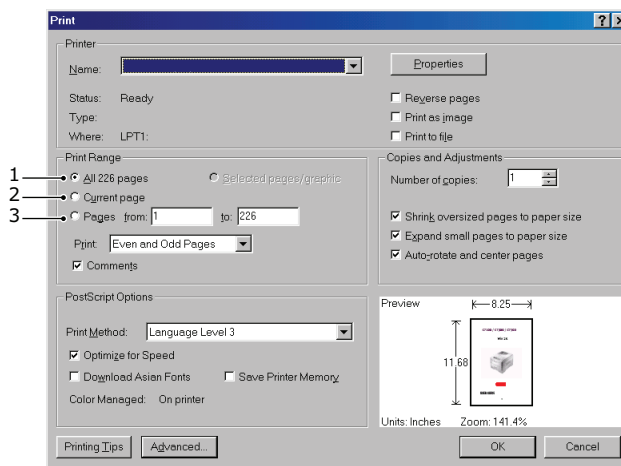 Print
Printer
Name:
Properties
Status: Ready
Reverse pages
Type:
Print as image
Where: LPT1:
Print to file
Print Range
1 All 226 pages Selected pages/graphic
2 Current page
3 Pages from: 1 to: 226
Print: Even and Odd Pages
Comments
Copies and Adjustments
Number of copies: 1
Shrink oversized pages to paper size
Expand small pages to paper size
Auto-rotate and center pages
PostScript Options
Print Method: Language Level 3
Optimize for Speed
Download Asian Fonts Save Printer Memory
Color Managed: On printer
Preview
8.25
11.68
Units: Inches Zoom: 141.4%
Printing Tips Advanced... OK Cancel